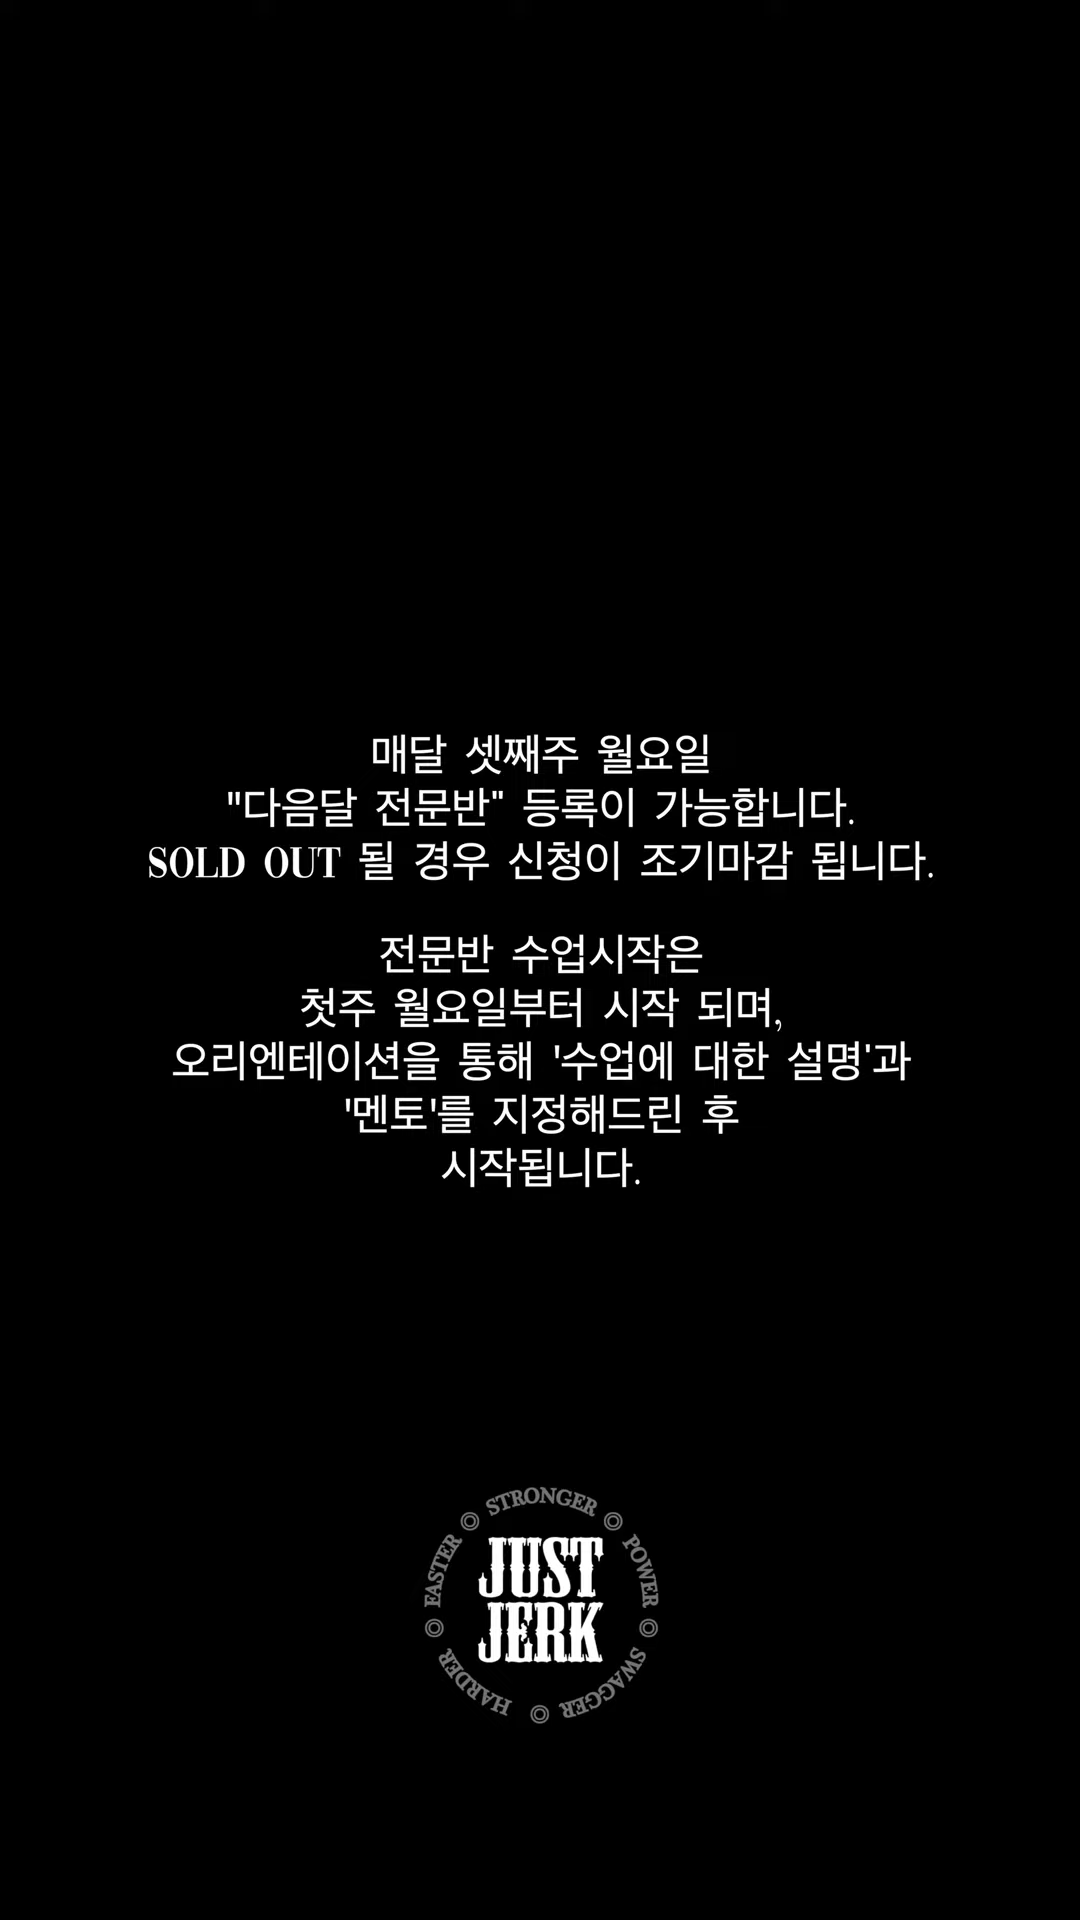 매달 셋째주 월요일
"다음달 전문반" 등록이 가능합니다.
SOLD OUT 될 경우 신청이 조기마감 됩니다.
전문반 수업시작은
첫주 월요일부터 시작 되며,
오리엔테이션을 통해 '수업에 대한 설명'과
'멘토'를 지정해드린 후
시작됩니다.
STRONGER
POWER
SWAGGER
HARDER
FASTER
JUST
JERK